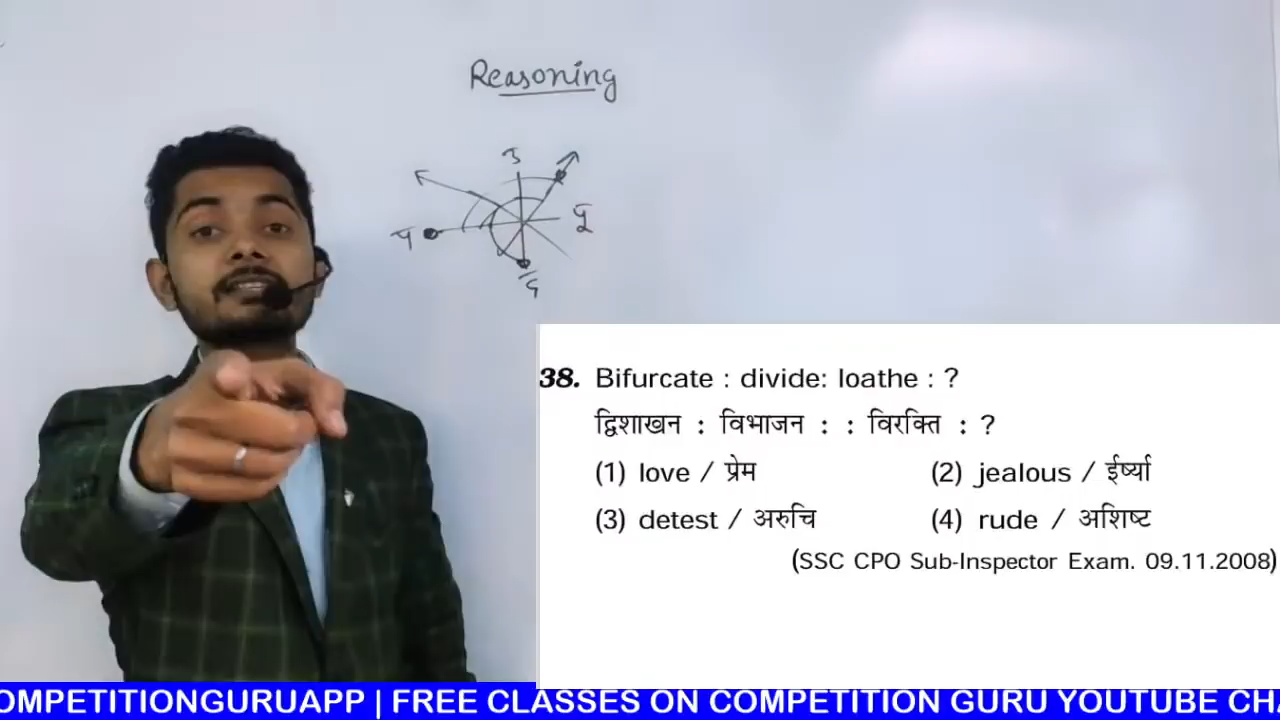 Reasoning
उ
पू
प
द
38. Bifurcate : divide: loathe : ?
द्विशाखन : विभाजन : : विरक्ति : ?
(1) love / प्रेम (2) jealous / ईर्ष्या
(3) detest / अरुचि (4) rude / अशिष्ट
(SSC CPO Sub-Inspector Exam. 09.11.2008)
OMPETITIONGURUAPP | FREE CLASSES ON COMPETITION GURU YOUTUBE CHA